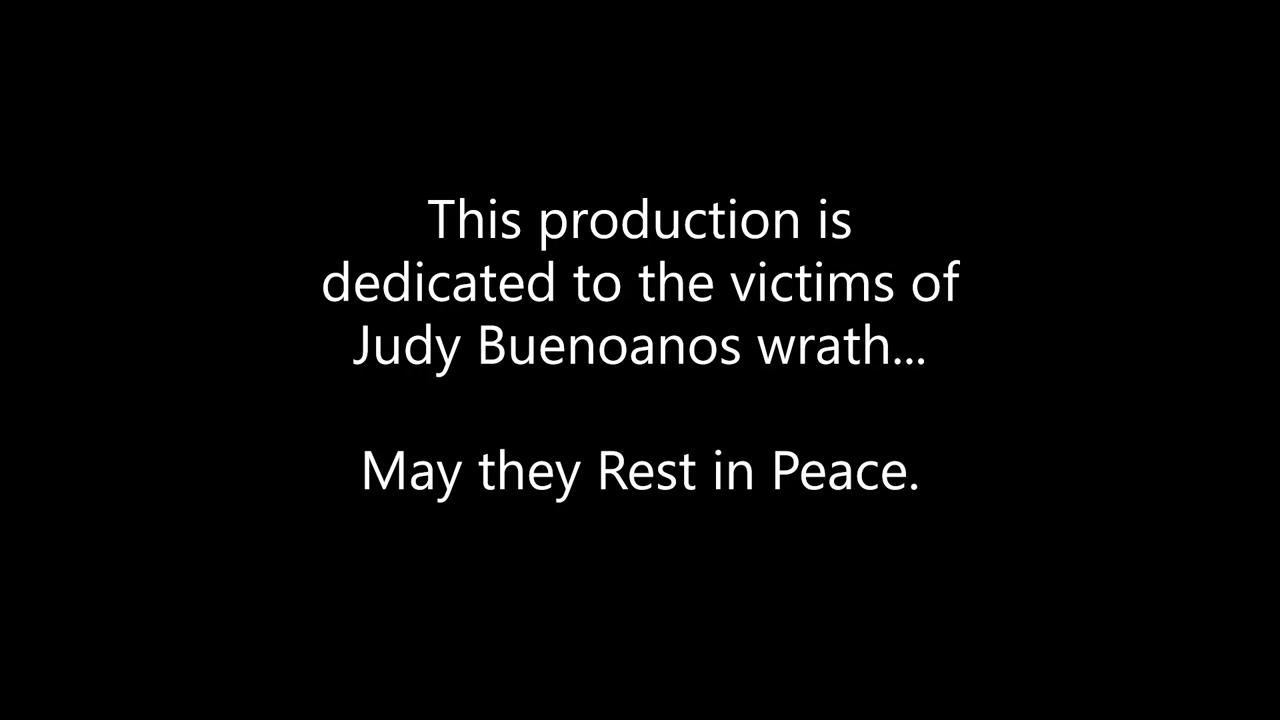 This production is
dedicated to the victims of
Judy Buenoanos wrath...
May they Rest in Peace.